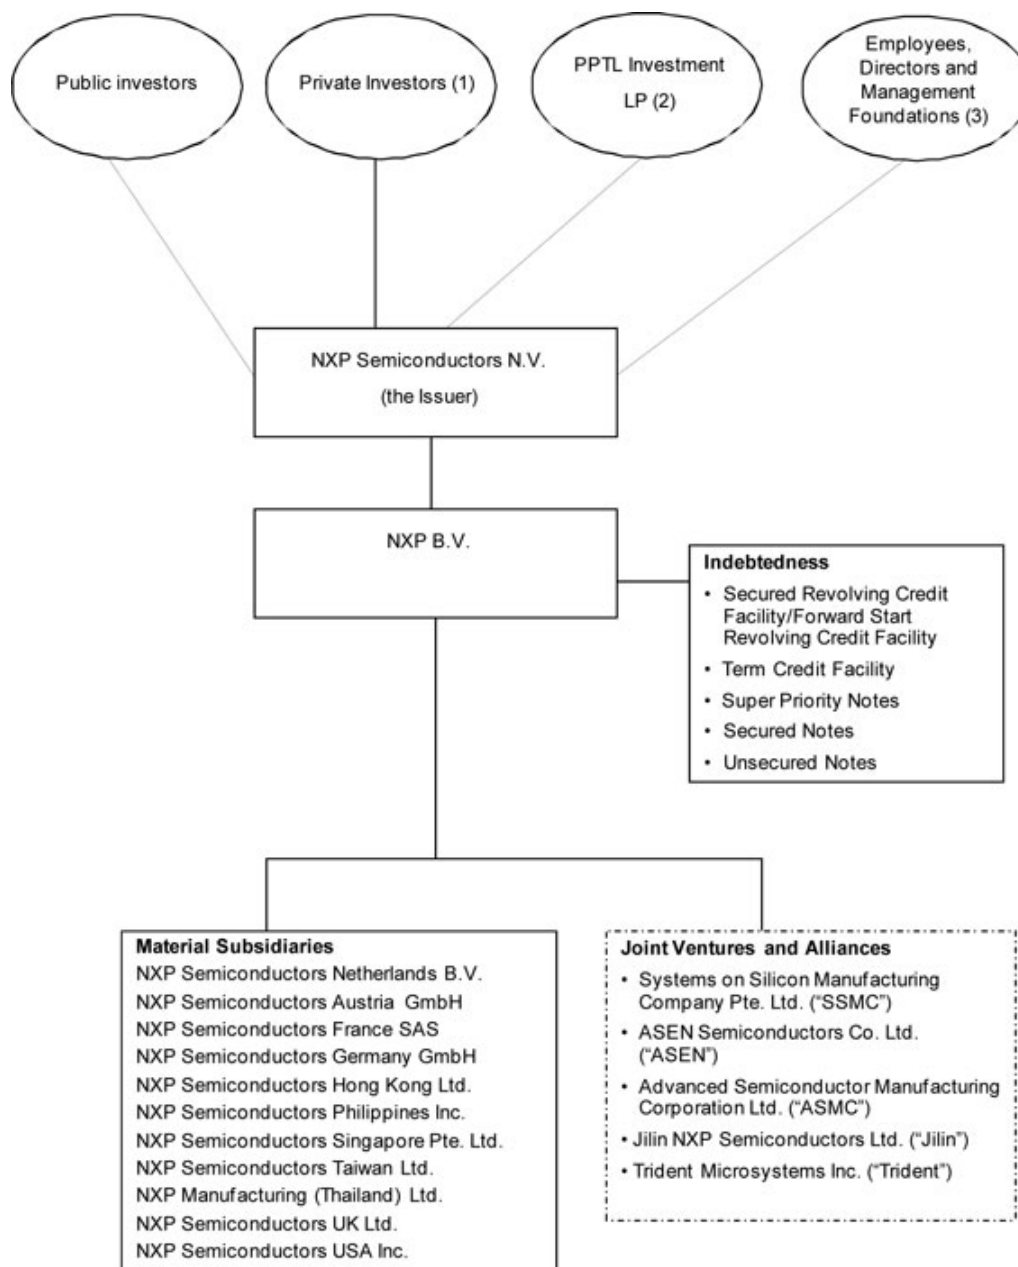 Public investors
Private Investors (1)
PPTL Investment
LP (2)
Employees,
Directors and
Management
Foundations (3)
NXP Semiconductors N.V.
(the Issuer)
NXP B.V.
Indebtedness
• Secured Revolving Credit
Facility/Forward Start
Revolving Credit Facility
• Term Credit Facility
• Super Priority Notes
• Secured Notes
• Unsecured Notes
Material Subsidiaries
NXP Semiconductors Netherlands B.V.
NXP Semiconductors Austria GmbH
NXP Semiconductors France SAS
NXP Semiconductors Germany GmbH
NXP Semiconductors Hong Kong Ltd.
NXP Semiconductors Philippines Inc.
NXP Semiconductors Singapore Pte. Ltd.
NXP Semiconductors Taiwan Ltd.
NXP Manufacturing (Thailand) Ltd.
NXP Semiconductors UK Ltd.
NXP Semiconductors USA Inc.
Joint Ventures and Alliances
• Systems on Silicon Manufacturing
Company Pte. Ltd. (“SSMC”)
• ASEN Semiconductors Co. Ltd.
(“ASEN”)
• Advanced Semiconductor Manufacturing
Corporation Ltd. (“ASMC”)
• Jilin NXP Semiconductors Ltd. (“Jilin”)
• Trident Microsystems Inc. (“Trident”)